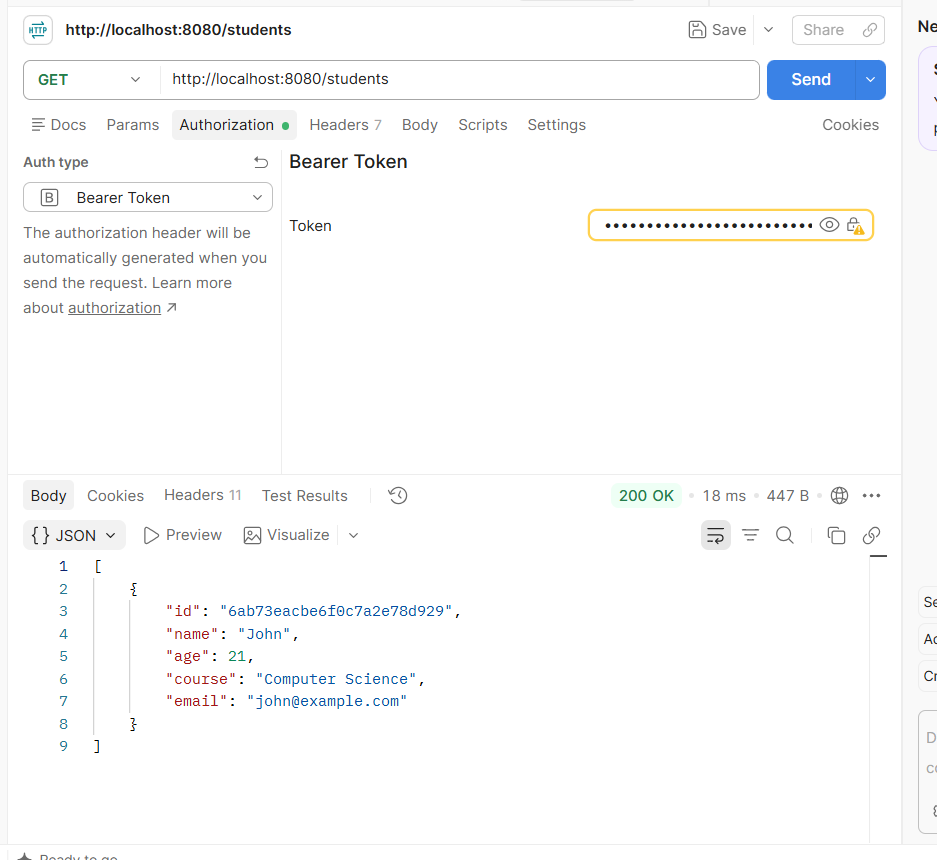 HTTP http://localhost:8080/students Save Share
GET http://localhost:8080/students Send
Docs Params Authorization Headers 7 Body Scripts Settings Cookies
Auth type
B Bearer Token
The authorization header will be
automatically generated when you
send the request. Learn more
about authorization ↗
Bearer Token
Token ••••••••••••••••••••••••••
Body Cookies Headers 11 Test Results 200 OK • 18 ms • 447 B • •••
{} JSON Preview Visualize
1 [
2 {
3 "id": "6ab73eacbe6f0c7a2e78d929",
4 "name": "John",
5 "age": 21,
6 "course": "Computer Science",
7 "email": "john@example.com"
8 }
9 ]
Ready to go
Ne
Se
Ac
Cr
D